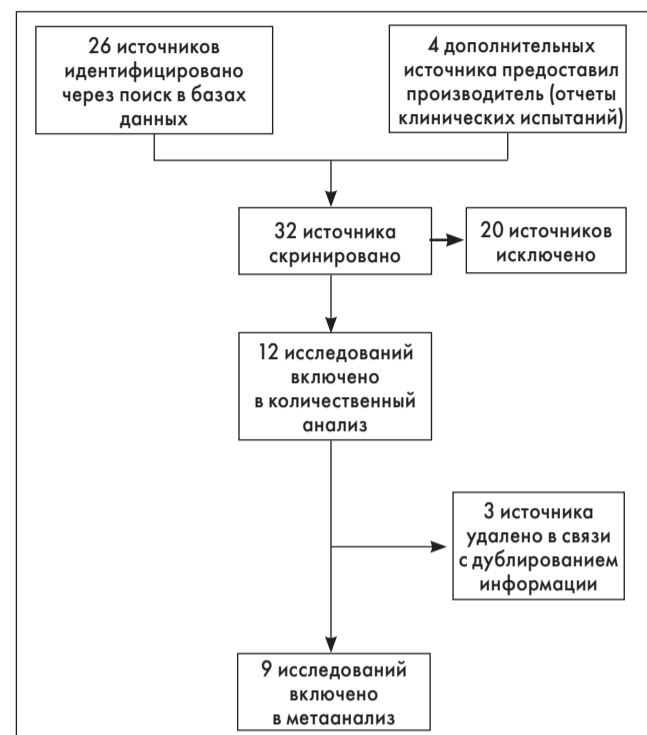 26 источников
идентифицировано
через поиск в базах
данных
4 дополнительных
источника предоставил
производитель (отчеты
клинических испытаний)
32 источника
скринировано
20 источников
исключено
12 исследований
включено
в количественный
анализ
3 источника
удалено в связи
с дублированием
информации
9 исследований
включено
в метаанализ